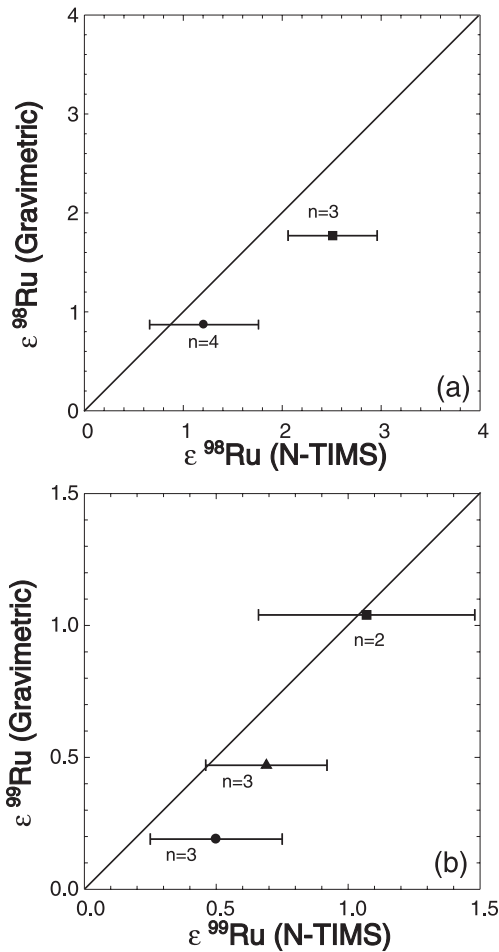 4
3
2
1
0
ε ⁹⁸Ru (Gravimetric)
n=3
n=4
(a)
0 1 2 3 4
ε ⁹⁸Ru (N-TIMS)
1.5
1.0
0.5
0.0
ε ⁹⁹Ru (Gravimetric)
n=2
n=3
n=3
(b)
0.0 0.5 1.0 1.5
ε ⁹⁹Ru (N-TIMS)